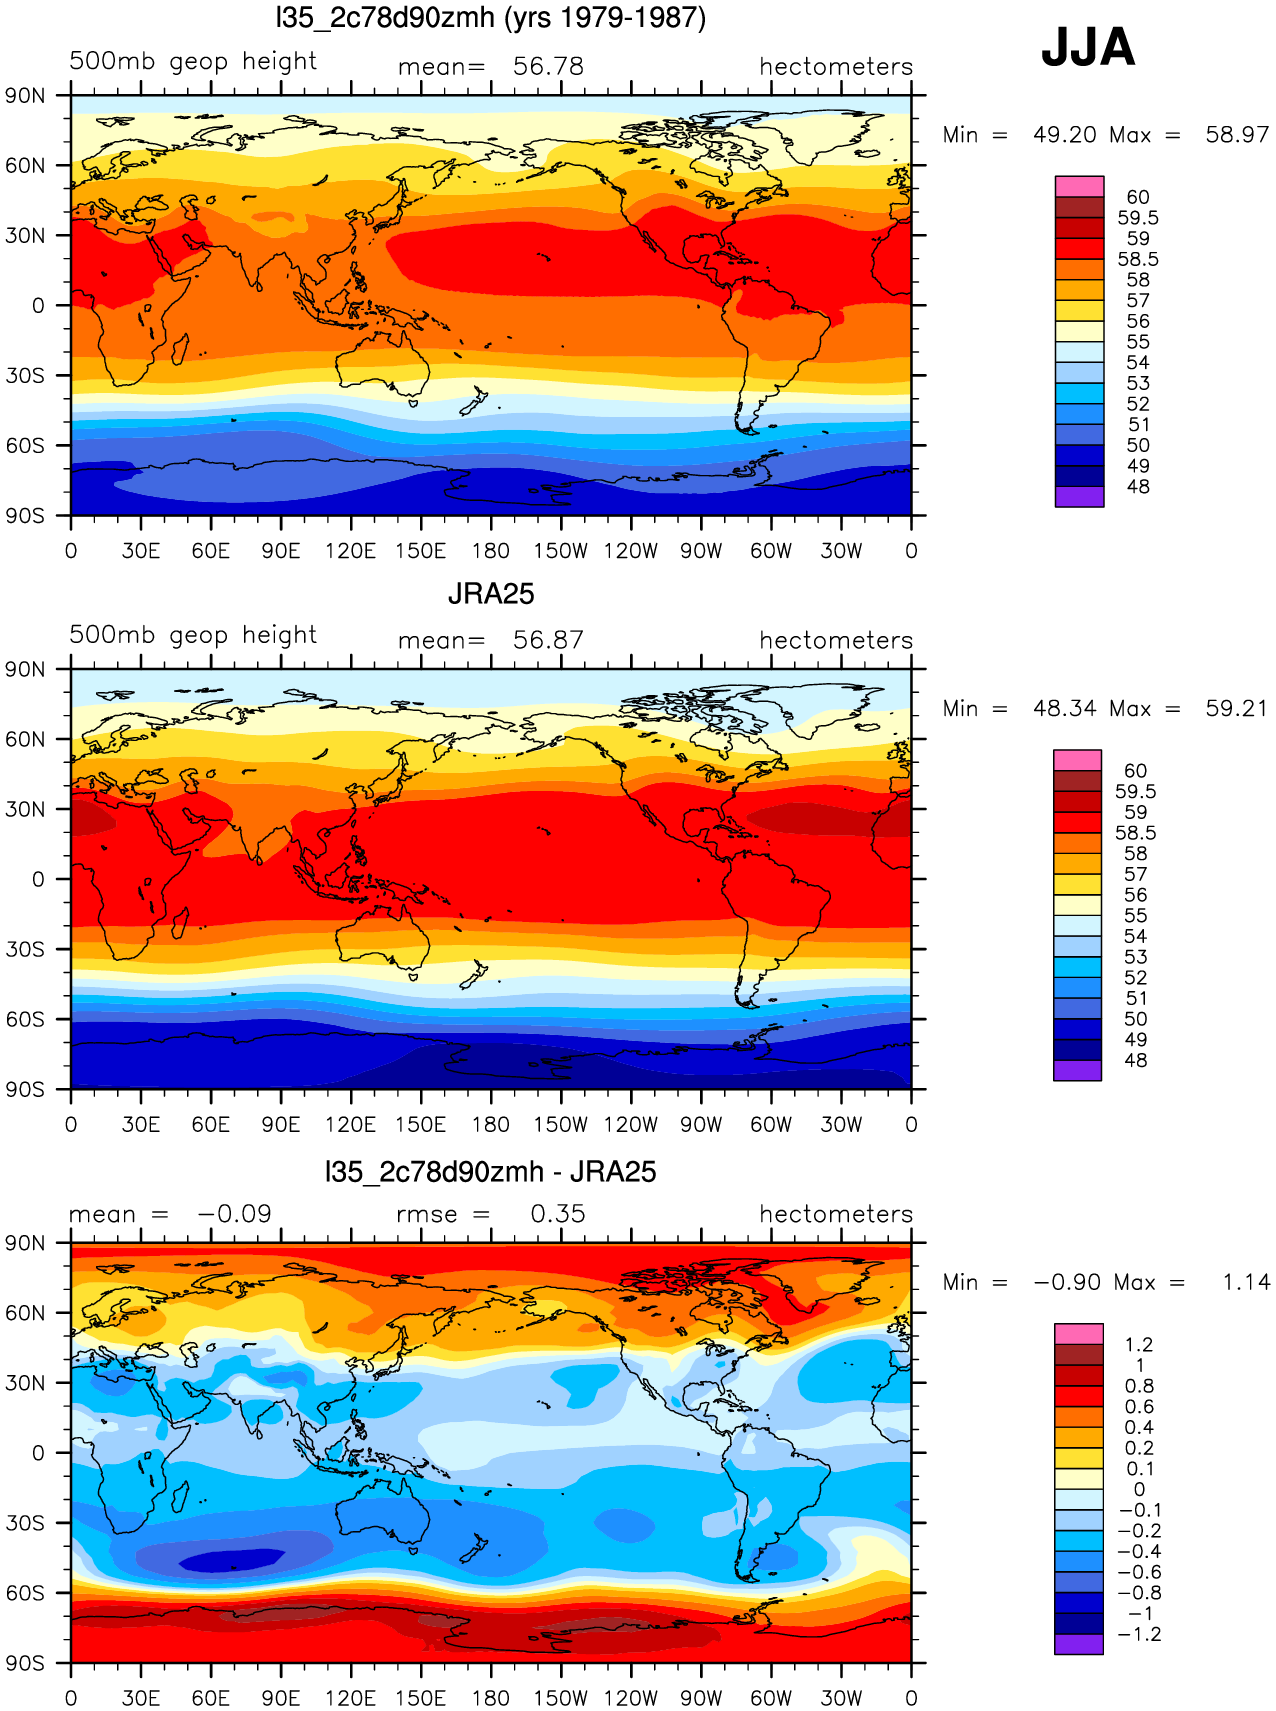 l35_2c78d90zmh (yrs 1979-1987)
JJA
500mb geop height mean= 56.78 hectometers
Min = 49.20 Max = 58.97
90N
60N
30N
0
30S
60S
90S
0 30E 60E 90E 120E 150E 180 150W 120W 90W 60W 30W 0
60
59.5
59
58.5
58
57
56
55
54
53
52
51
50
49
48
JRA25
500mb geop height mean= 56.87 hectometers
Min = 48.34 Max = 59.21
90N
60N
30N
0
30S
60S
90S
0 30E 60E 90E 120E 150E 180 150W 120W 90W 60W 30W 0
60
59.5
59
58.5
58
57
56
55
54
53
52
51
50
49
48
l35_2c78d90zmh - JRA25
mean = -0.09 rmse = 0.35 hectometers
Min = -0.90 Max = 1.14
90N
60N
30N
0
30S
60S
90S
0 30E 60E 90E 120E 150E 180 150W 120W 90W 60W 30W 0
1.2
1
0.8
0.6
0.4
0.2
0.1
0
-0.1
-0.2
-0.4
-0.6
-0.8
-1
-1.2